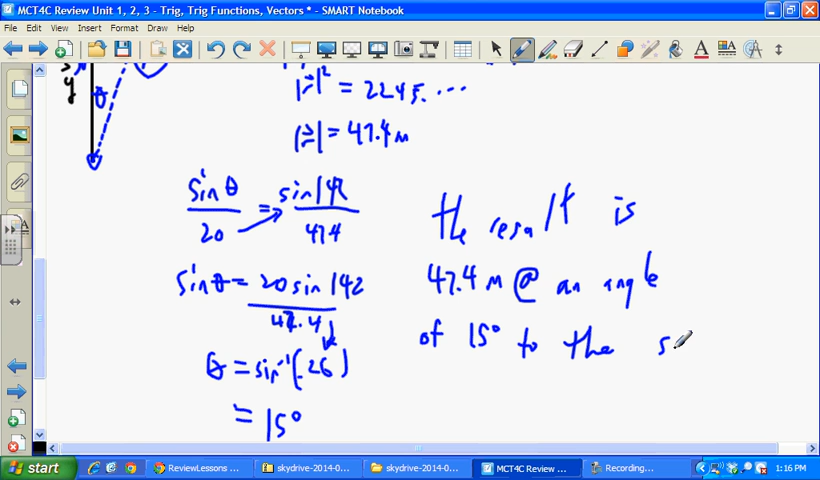 MCT4C Review Unit 1, 2, 3 - Trig, Trig Functions, Vectors * - SMART Notebook
File Edit View Insert Format Draw Help
y
θ
|r|² = 2245. ...
|r| = 47.4 m
sin θ / 20 = sin 142 / 47.4
sin θ = 20 sin 142 / 47.4
θ = sin⁻¹(.26)
= 15°
the result is
47.4 m @ an angle
of 15° to the s
start
ReviewLessons ...
skydrive-2014-0...
skydrive-2014-0...
MCT4C Review ...
Recording...
1:16 PM